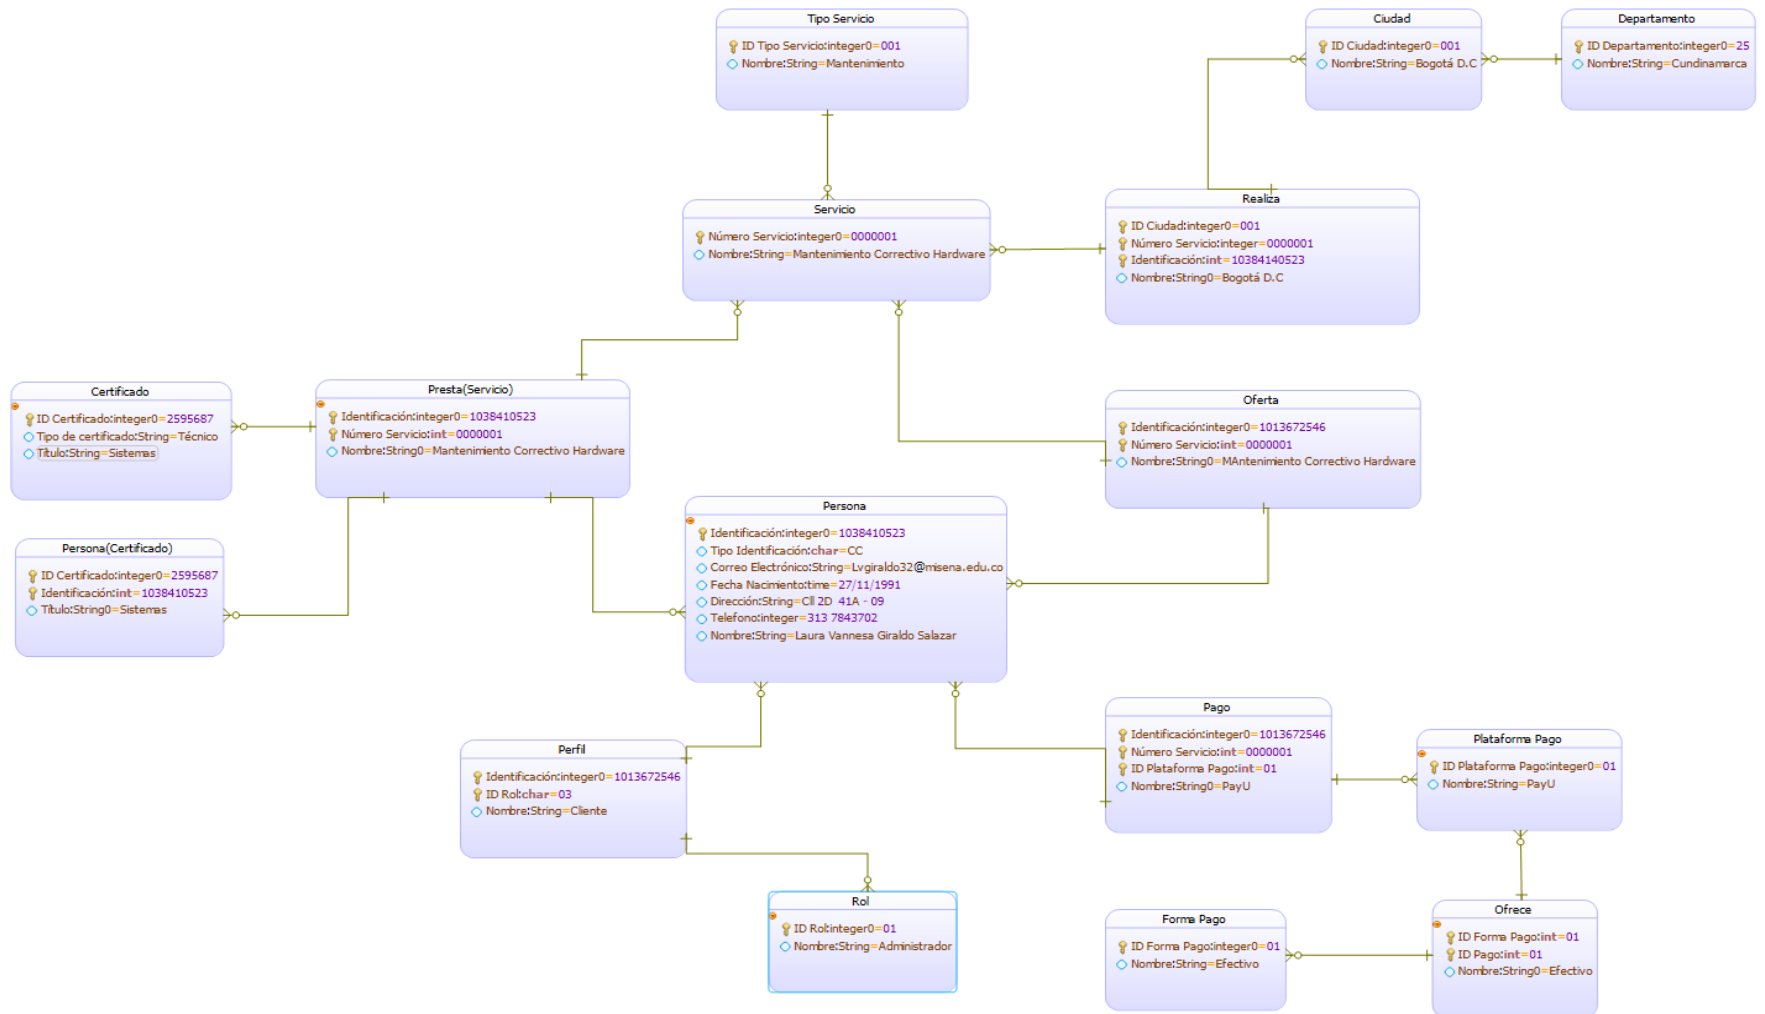 Tipo Servicio
ID Tipo Servicio:integer0=001
Nombre:String=Mantenimiento
Ciudad
ID Ciudad:integer0=001
Nombre:String=Bogotá D.C
Departamento
ID Departamento:integer0=25
Nombre:String=Cundinamarca
Servicio
Número Servicio:integer0=0000001
Nombre:String=Mantenimiento Correctivo Hardware
Realiza
ID Ciudad:integer0=001
Número Servicio:integer=0000001
Identificación:int=10384140523
Nombre:String0=Bogotá D.C
Certificado
ID Certificado:integer0=2595687
Tipo de certificado:String=Técnico
Título:String=Sistemas
Presta(Servicio)
Identificación:integer0=1038410523
Número Servicio:int=0000001
Nombre:String0=Mantenimiento Correctivo Hardware
Oferta
Identificación:integer0=1013672546
Número Servicio:int=0000001
Nombre:String0=MAntenimiento Correctivo Hardware
Persona(Certificado)
ID Certificado:integer0=2595687
Identificación:int=1038410523
Título:String0=Sistemas
Persona
Identificación:integer0=1038410523
Tipo Identificación:char=CC
Correo Electrónico:String=Lvgiraldo32@misena.edu.co
Fecha Nacimiento:time=27/11/1991
Dirección:String=Cll 2D 41A - 09
Telefono:integer=313 7843702
Nombre:String=Laura Vannesa Giraldo Salazar
Perfil
Identificación:integer0=1013672546
ID Rol:char=03
Nombre:String=Cliente
Pago
Identificación:integer0=1013672546
Número Servicio:int=0000001
ID Plataforma Pago:int=01
Nombre:String0=PayU
Plataforma Pago
ID Plataforma Pago:integer0=01
Nombre:String=PayU
Rol
ID Rol:integer0=01
Nombre:String=Administrador
Forma Pago
ID Forma Pago:integer0=01
Nombre:String=Efectivo
Ofrece
ID Forma Pago:int=01
ID Pago:int=01
Nombre:String0=Efectivo